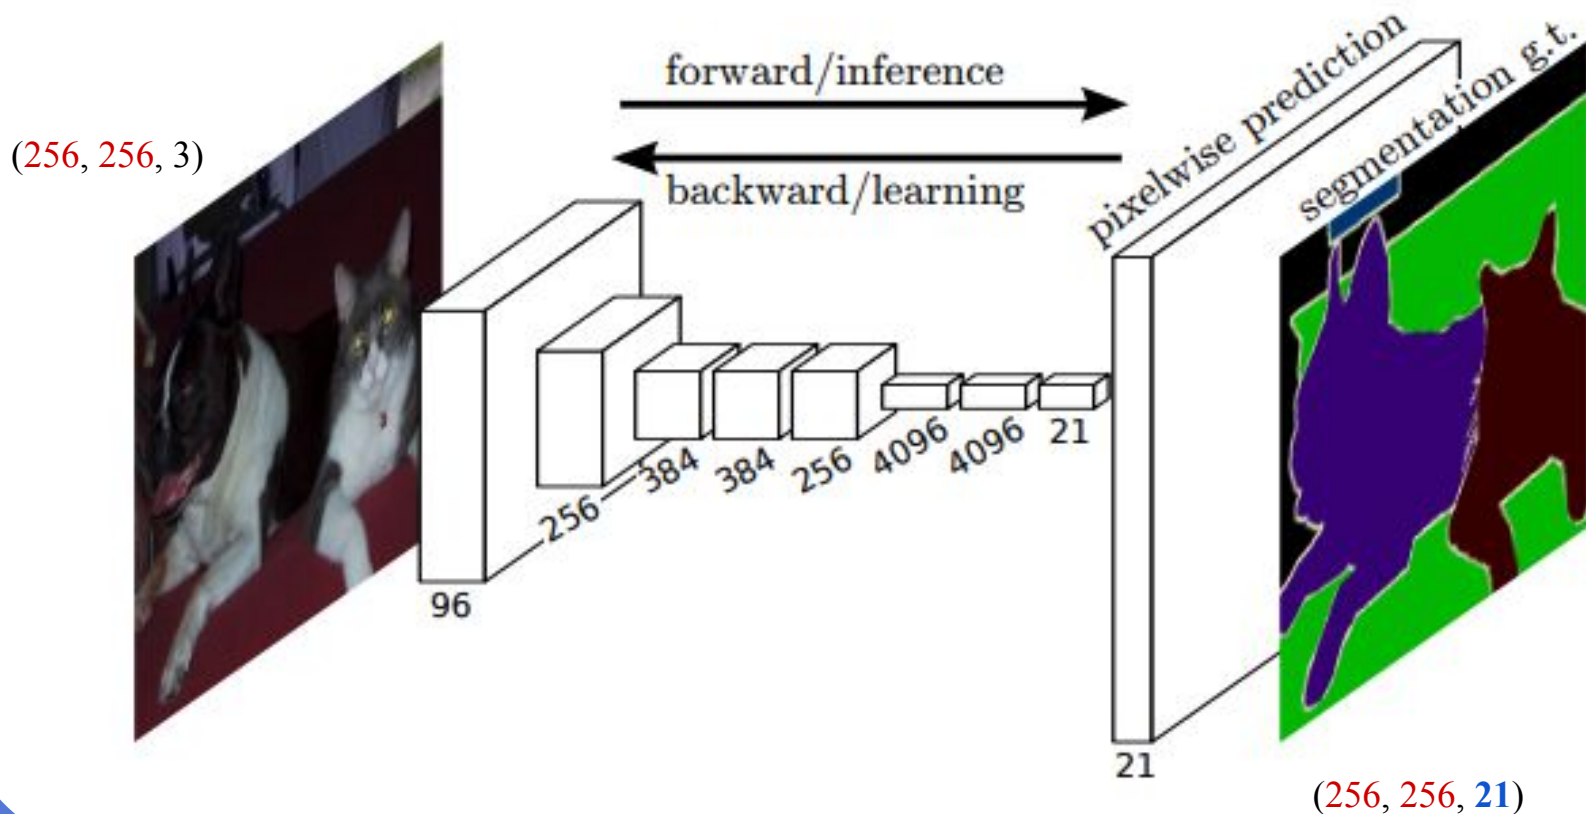 forward/inference
(256, 256, 3)
backward/learning
pixelwise prediction
segmentation g.t.
96
256
384
384
256
4096
4096
21
21
(256, 256, 21)